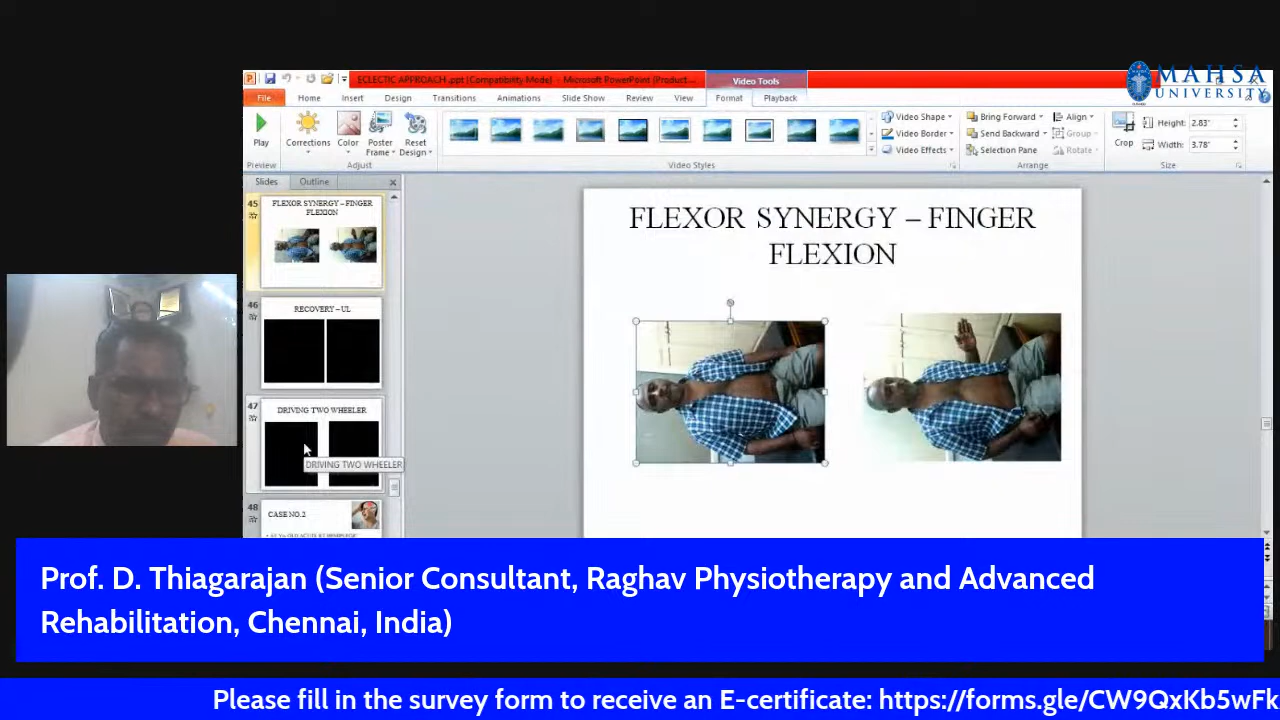 ECLECTIC APPROACH .ppt [Compatibility Mode] - Microsoft PowerPoint (Product ...
Video Tools
MAHSA
UNIVERSITY
File Home Insert Design Transitions Animations Slide Show Review View Format Playback
Play
Corrections
Color
Poster Frame
Reset Design
Video Shape
Video Border
Video Effects
Bring Forward
Send Backward
Selection Pane
Align
Group
Rotate
Crop
Height: 2.83"
Width: 3.78"
Preview Adjust Video Styles Arrange Size
Slides Outline
45
FLEXOR SYNERGY – FINGER
FLEXION
46
RECOVERY – UL
47
DRIVING TWO WHEELER
DRIVING TWO WHEELER
48
CASE NO.2
FLEXOR SYNERGY – FINGER
FLEXION
Prof. D. Thiagarajan (Senior Consultant, Raghav Physiotherapy and Advanced
Rehabilitation, Chennai, India)
Please fill in the survey form to receive an E-certificate: https://forms.gle/CW9QxKb5wFk